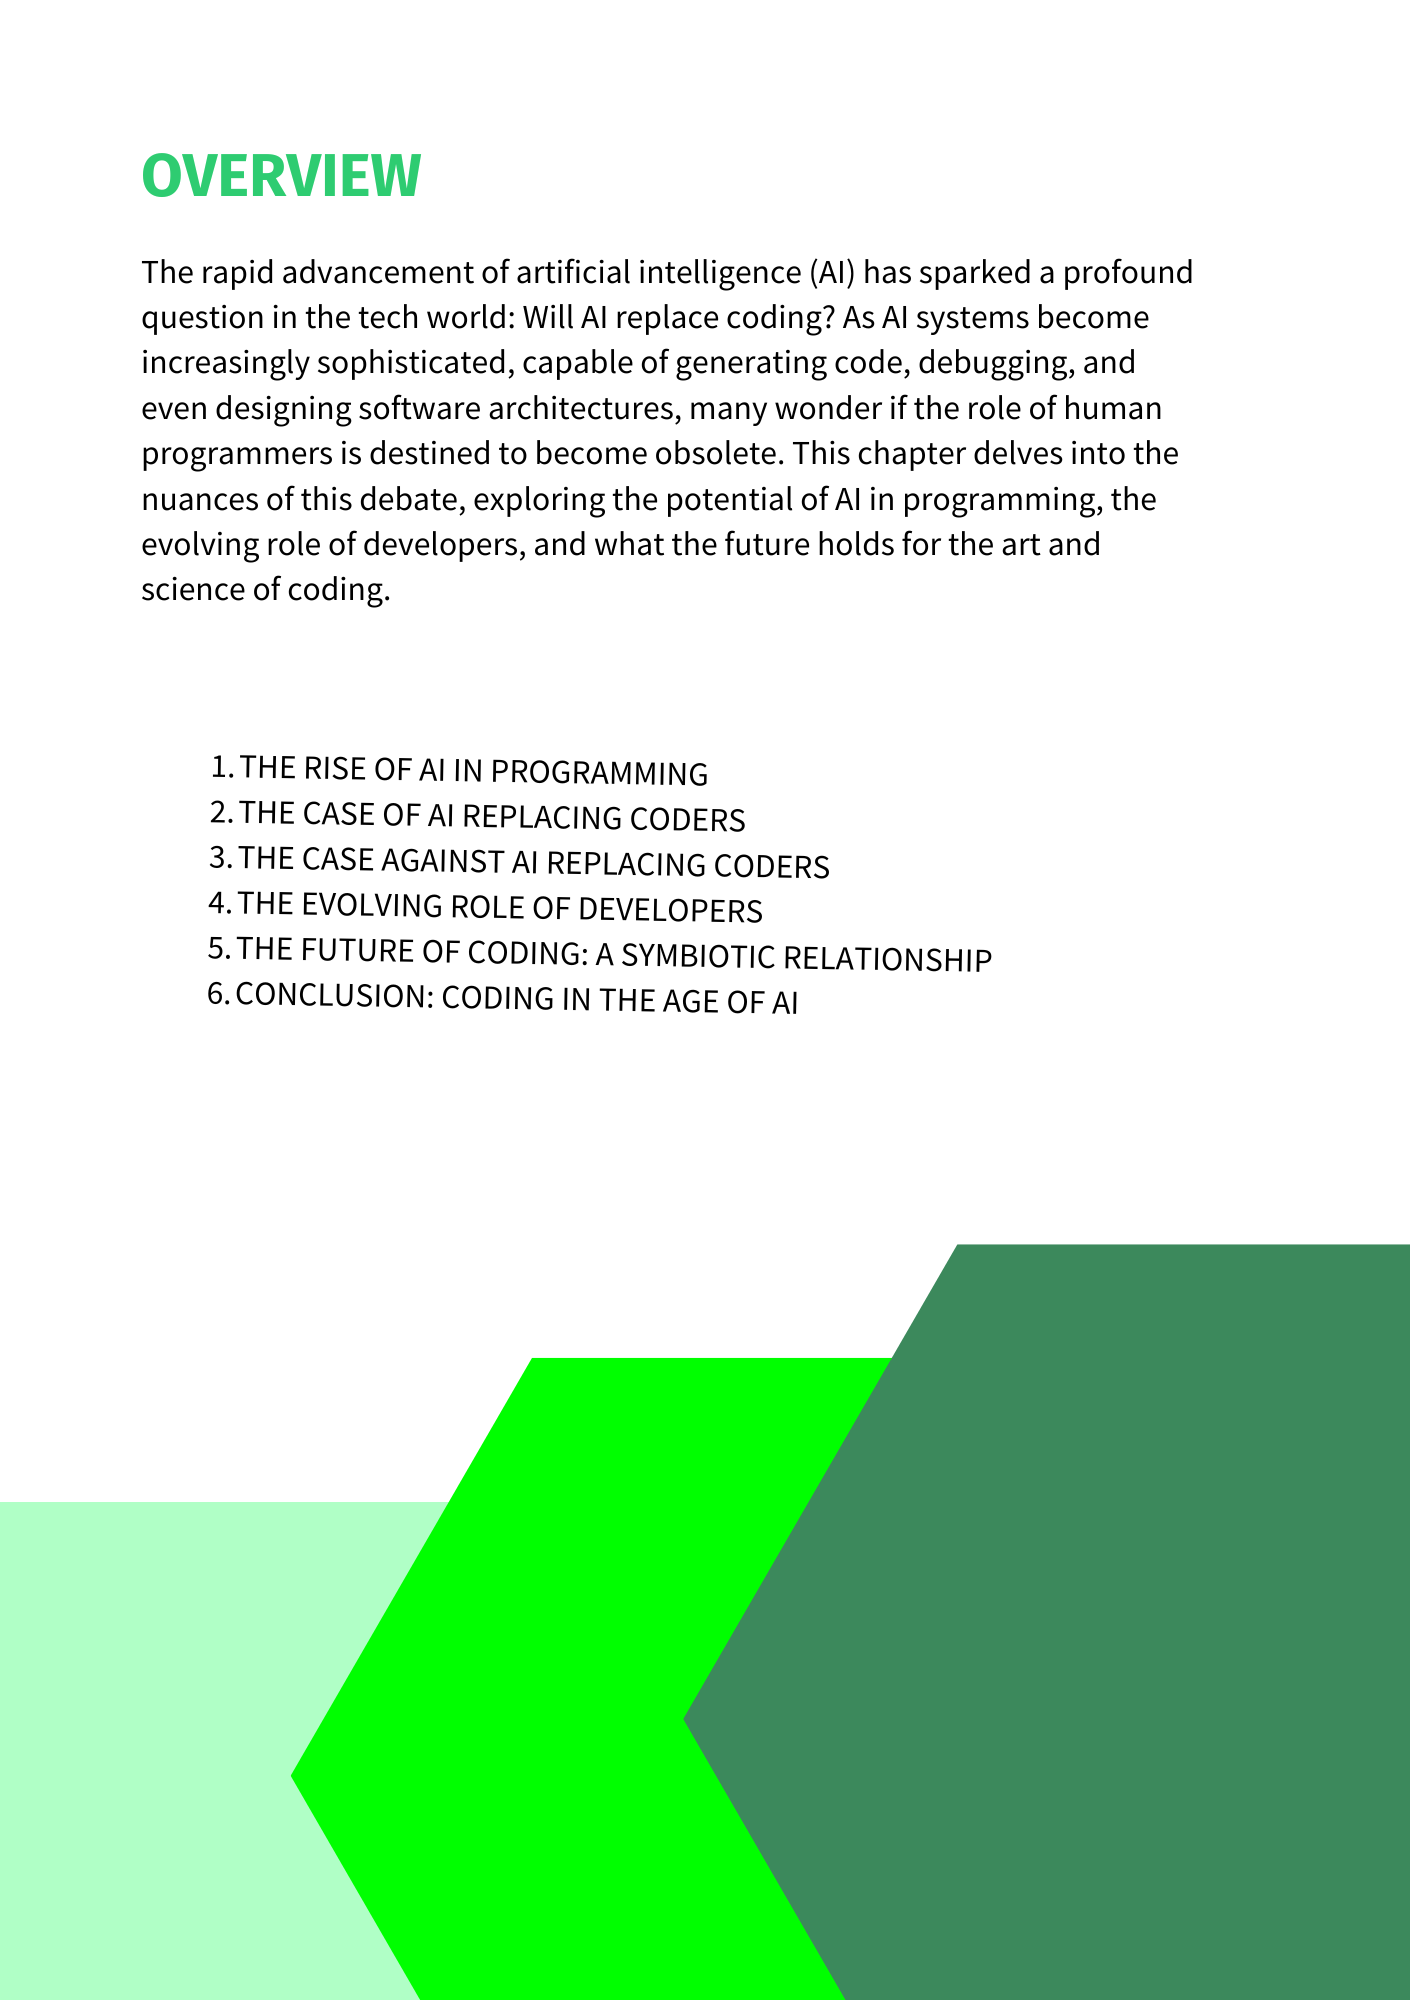 OVERVIEW
The rapid advancement of artificial intelligence (AI) has sparked a profound
question in the tech world: Will AI replace coding? As AI systems become
increasingly sophisticated, capable of generating code, debugging, and
even designing software architectures, many wonder if the role of human
programmers is destined to become obsolete. This chapter delves into the
nuances of this debate, exploring the potential of AI in programming, the
evolving role of developers, and what the future holds for the art and
science of coding.
1. THE RISE OF AI IN PROGRAMMING
2. THE CASE OF AI REPLACING CODERS
3. THE CASE AGAINST AI REPLACING CODERS
4. THE EVOLVING ROLE OF DEVELOPERS
5. THE FUTURE OF CODING: A SYMBIOTIC RELATIONSHIP
6. CONCLUSION: CODING IN THE AGE OF AI